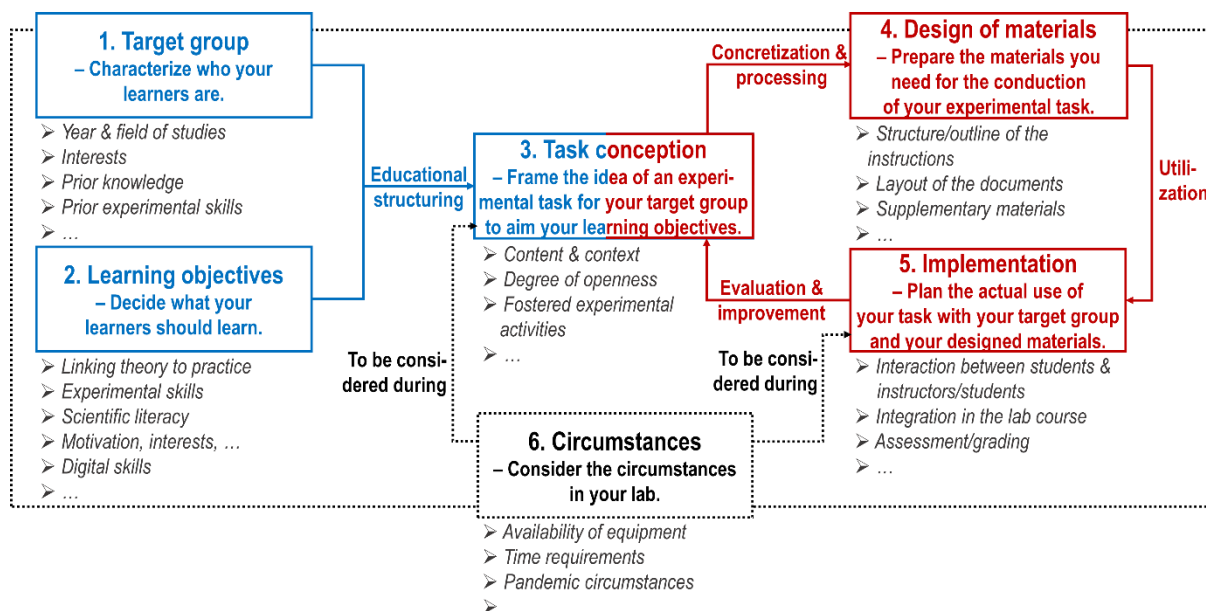 1. Target group
– Characterize who your
learners are.
➢ Year & field of studies
➢ Interests
➢ Prior knowledge
➢ Prior experimental skills
➢ …
2. Learning objectives
– Decide what your
learners should learn.
➢ Linking theory to practice
➢ Experimental skills
➢ Scientific literacy
➢ Motivation, interests, …
➢ Digital skills
➢ …
Educational
structuring
3. Task conception
– Frame the idea of an experi-
mental task for your target group
to aim your learning objectives.
➢ Content & context
➢ Degree of openness
➢ Fostered experimental
activities
➢ …
Concretization &
processing
4. Design of materials
– Prepare the materials you
need for the conduction
of your experimental task.
➢ Structure/outline of the
instructions
➢ Layout of the documents
➢ Supplementary materials
➢ …
Utili-
zation
5. Implementation
– Plan the actual use of
your task with your target group
and your designed materials.
➢ Interaction between students &
instructors/students
➢ Integration in the lab course
➢ Assessment/grading
➢ …
Evaluation &
improvement
To be consi-
dered during
To be consi-
dered during
6. Circumstances
– Consider the circumstances
in your lab.
➢ Availability of equipment
➢ Time requirements
➢ Pandemic circumstances
➢